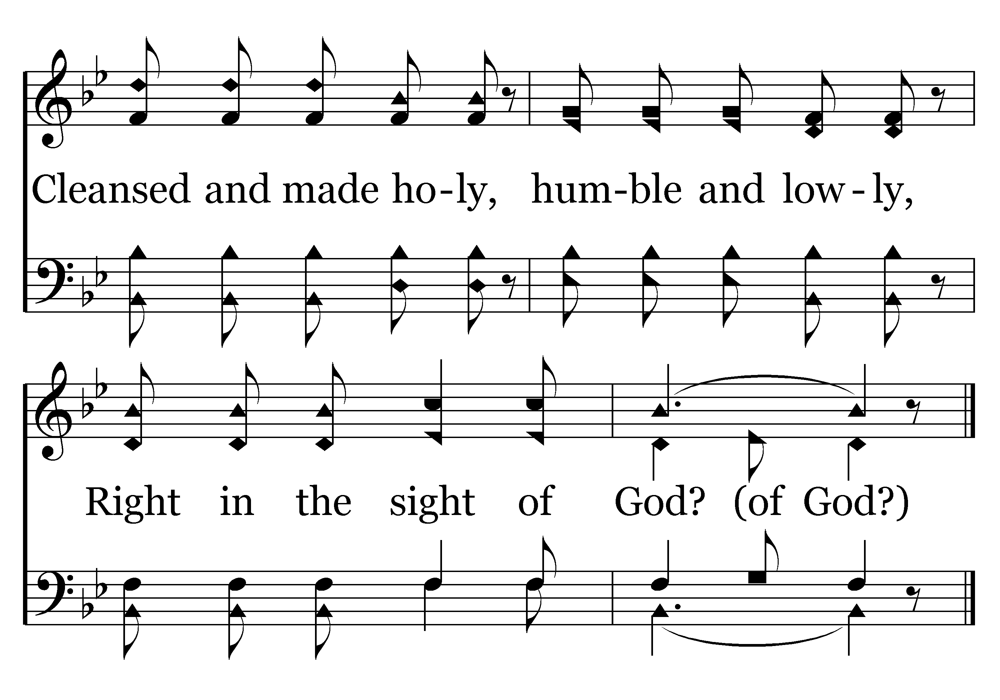 Cleansed and made ho-ly, hum-ble and low-ly,
Right in the sight of God? (of God?)